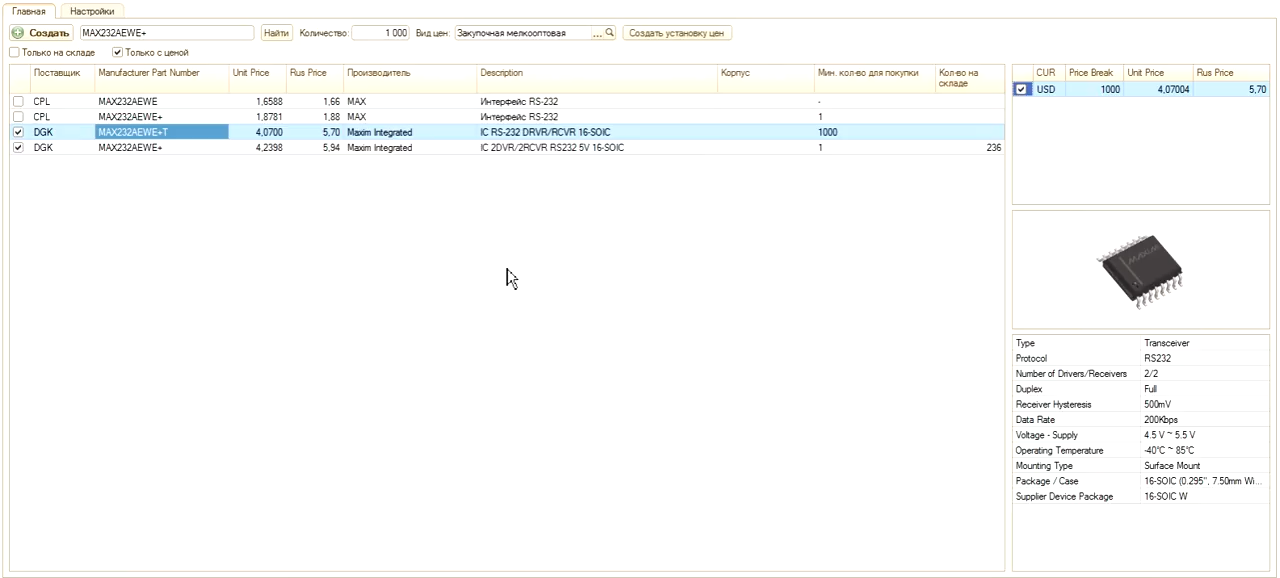 Главная Настройки
Создать MAX232AEWE+ Найти Количество: 1 000 Вид цен: Закупочная мелкооптовая ... Создать установку цен
Только на складе Только с ценой
Поставщик Manufacturer Part Number Unit Price Rus Price Производитель Description Корпус Мин. кол-во для покупки Кол-во на складе
CPL MAX232AEWE 1,6588 1,66 MAX Интерфейс RS-232 -
CPL MAX232AEWE+ 1,8781 1,88 MAX Интерфейс RS-232 1
DGK MAX232AEWE+T 4,0700 5,70 Maxim Integrated IC RS-232 DRVR/RCVR 16-SOIC 1000
DGK MAX232AEWE+ 4,2398 5,94 Maxim Integrated IC 2DVR/2RCVR RS232 5V 16-SOIC 1 236
CUR Price Break Unit Price Rus Price
USD 1000 4,07004 5,70
MAXIM
Type Transceiver
Protocol RS232
Number of Drivers/Receivers 2/2
Duplex Full
Receiver Hysteresis 500mV
Data Rate 200Kbps
Voltage - Supply 4.5 V ~ 5.5 V
Operating Temperature -40°C ~ 85°C
Mounting Type Surface Mount
Package / Case 16-SOIC (0.295", 7.50mm Wi...
Supplier Device Package 16-SOIC W